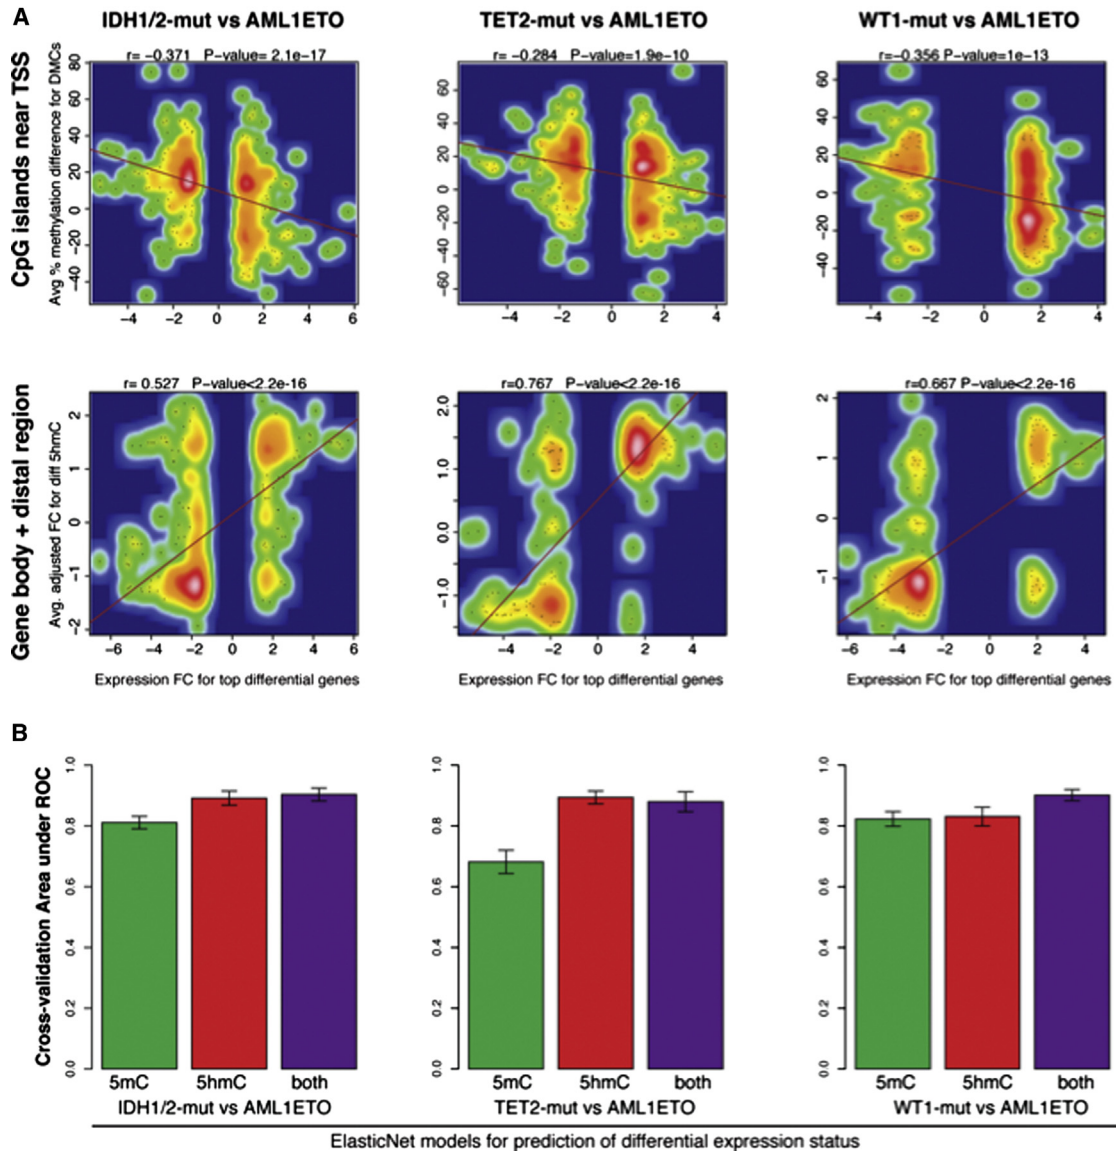 A
IDH1/2-mut vs AML1ETO
TET2-mut vs AML1ETO
WT1-mut vs AML1ETO
CpG islands near TSS
Avg % methylation difference for DMCs
r= −0.371 P−value= 2.1e−17
80
60
40
20
0
−20
−40
−4 −2 0 2 4 6
r= −0.284 P−value=1.9e−10
60
40
20
0
−20
−40
−60
−4 −2 0 2 4
r=−0.356 P−value=1e−13
60
40
20
0
−20
−40
−4 −2 0 2 4
Gene body + distal region
Avg. adjusted FC for diff 5hmC
r= 0.527 P−value<2.2e-16
2
1
0
−1
−2
−6 −4 −2 0 2 4 6
Expression FC for top differential genes
r=0.767 P−value<2.2e-16
2.0
1.0
0.0
−1.0
−4 −2 0 2 4
Expression FC for top differential genes
r=0.667 P−value<2.2e-16
2
1
0
−1
−6 −4 −2 0 2 4
Expression FC for top differential genes
B
Cross-validation Area under ROC
1.0
0.8
0.6
0.4
0.2
0.0
5mC 5hmC both
IDH1/2-mut vs AML1ETO
1.0
0.8
0.6
0.4
0.2
0.0
5mC 5hmC both
TET2-mut vs AML1ETO
1.0
0.8
0.6
0.4
0.2
0.0
5mC 5hmC both
WT1-mut vs AML1ETO
ElasticNet models for prediction of differential expression status